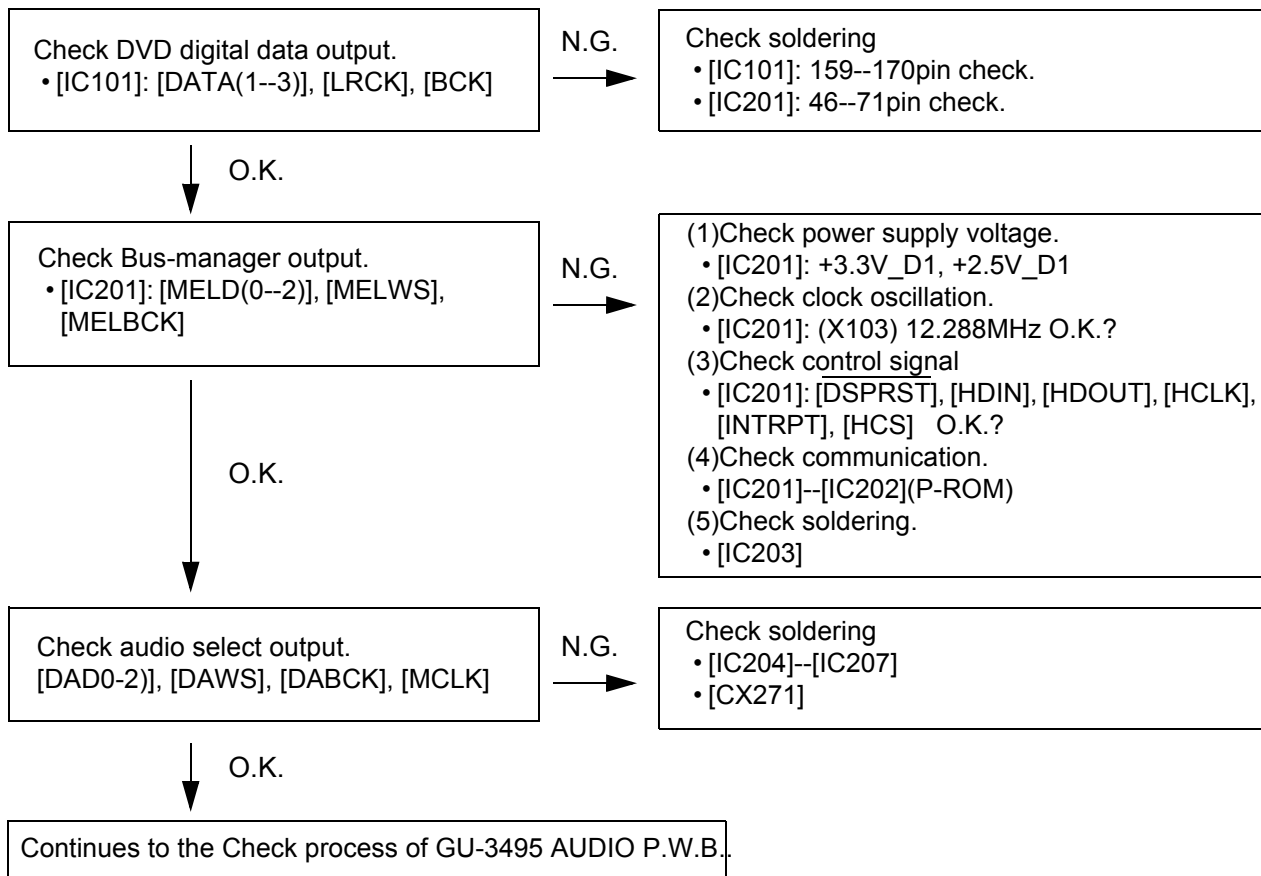 Check DVD digital data output.
• [IC101]: [DATA(1--3)], [LRCK], [BCK]
N.G.
Check soldering
• [IC101]: 159--170pin check.
• [IC201]: 46--71pin check.
O.K.
Check Bus-manager output.
• [IC201]: [MELD(0--2)], [MELWS],
[MELBCK]
N.G.
(1)Check power supply voltage.
• [IC201]: +3.3V_D1, +2.5V_D1
(2)Check clock oscillation.
• [IC201]: (X103) 12.288MHz O.K.?
(3)Check control signal
• [IC201]: [DSPRST], [HDIN], [HDOUT], [HCLK],
[INTRPT], [HCS] O.K.?
(4)Check communication.
• [IC201]--[IC202](P-ROM)
(5)Check soldering.
• [IC203]
O.K.
Check audio select output.
[DAD0-2)], [DAWS], [DABCK], [MCLK]
N.G.
Check soldering
• [IC204]--[IC207]
• [CX271]
O.K.
Continues to the Check process of GU-3495 AUDIO P.W.B..